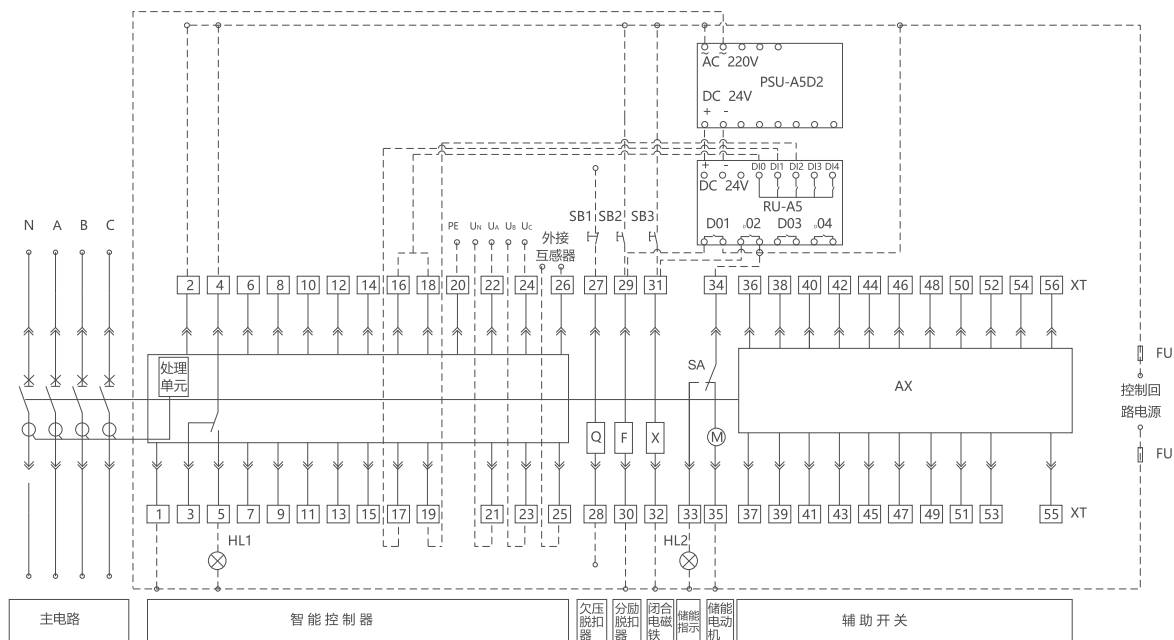 AC 220V
PSU-A5D2
DC 24V
+ -
+ - DI0 DI1 DI2 DI3 DI4
DC 24V
RU-A5
D01 D02 D03 D04
N A B C
PE UN UA UB UC
外接
互感器
SB1 SB2 SB3
2 4 6 8 10 12 14 16 18 20 22 24 26 27 29 31 34 36 38 40 42 44 46 48 50 52 54 56 XT
处理
单元
SA
AX
FU
控制回
路电源
FU
Q F X M
1 3 5 7 9 11 13 15 17 19 21 23 25 28 30 32 33 35 37 39 41 43 45 47 49 51 53 55 XT
HL1 HL2
主电路
智能控制器
欠压
脱扣
器
分励
脱扣
器
闭合
电磁
铁
储能
指示
储能
电动
机
辅助开关